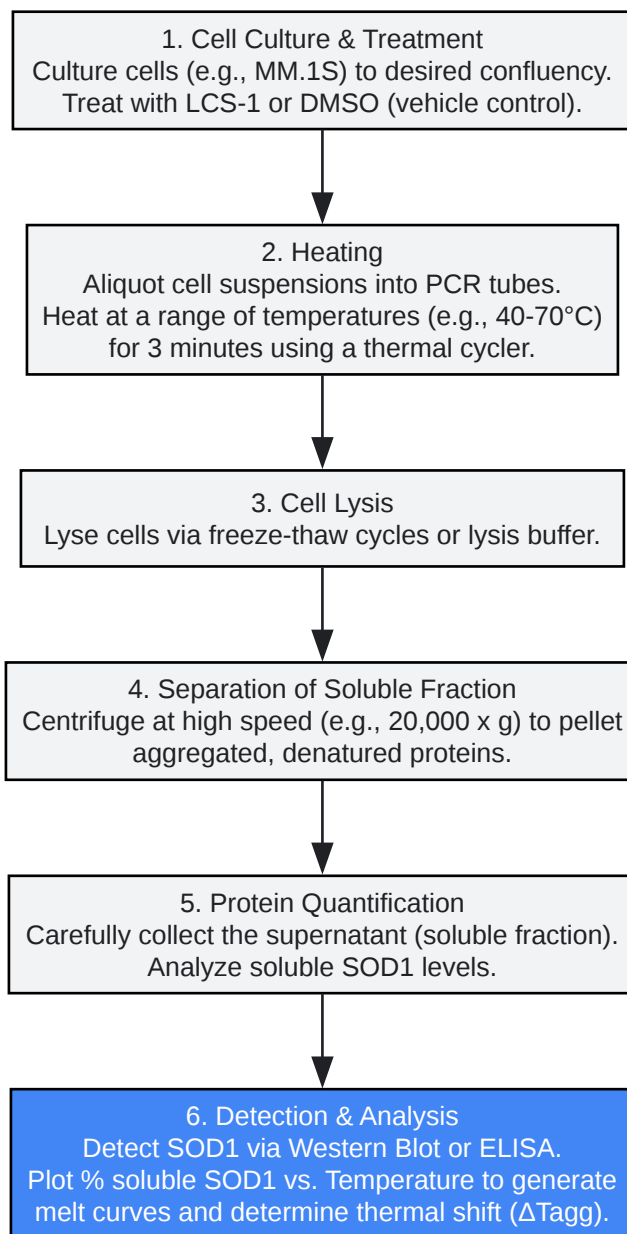 1. Cell Culture & Treatment
Culture cells (e.g., MM.1S) to desired confluency.
Treat with LCS-1 or DMSO (vehicle control).
2. Heating
Aliquot cell suspensions into PCR tubes.
Heat at a range of temperatures (e.g., 40-70°C)
for 3 minutes using a thermal cycler.
3. Cell Lysis
Lyse cells via freeze-thaw cycles or lysis buffer.
4. Separation of Soluble Fraction
Centrifuge at high speed (e.g., 20,000 x g) to pellet
aggregated, denatured proteins.
5. Protein Quantification
Carefully collect the supernatant (soluble fraction).
Analyze soluble SOD1 levels.
6. Detection & Analysis
Detect SOD1 via Western Blot or ELISA.
Plot % soluble SOD1 vs. Temperature to generate
melt curves and determine thermal shift (ΔTagg).